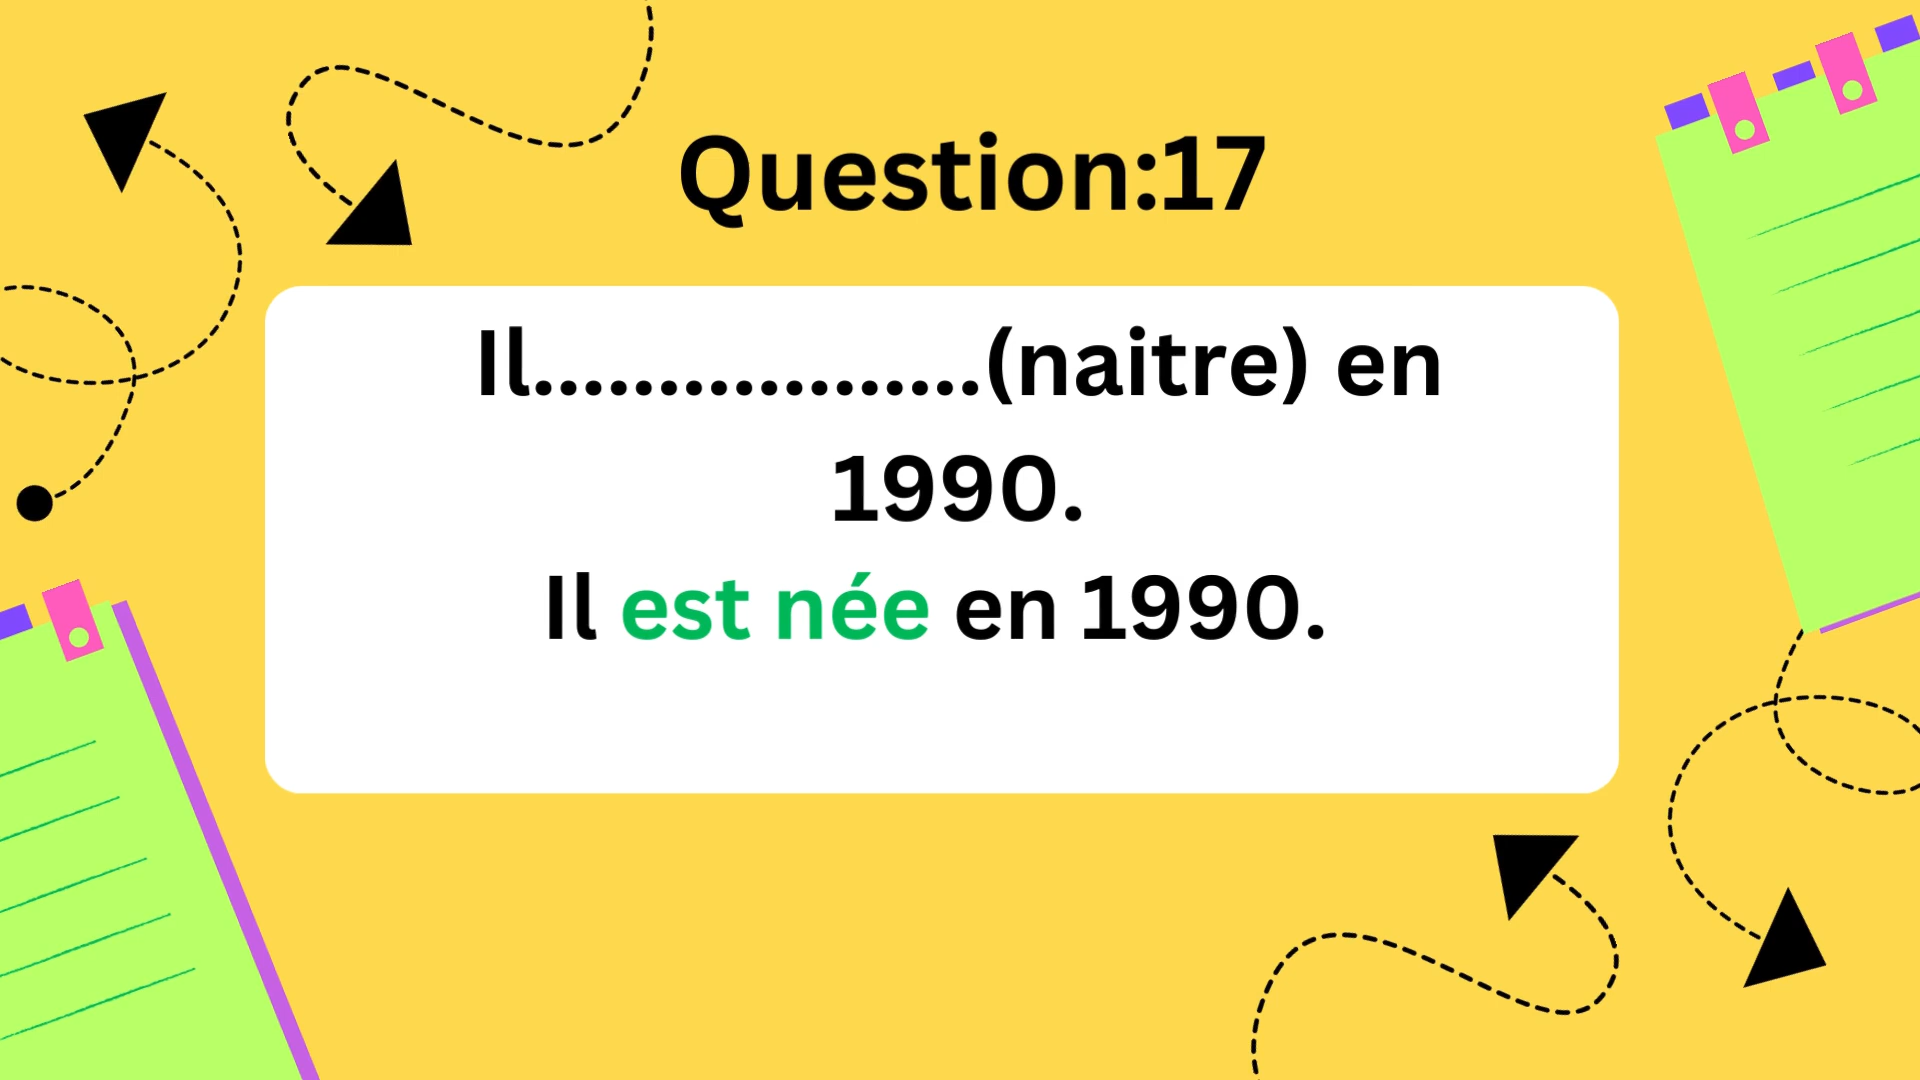 Question:17
Il..................(naitre) en
1990.
Il est née en 1990.